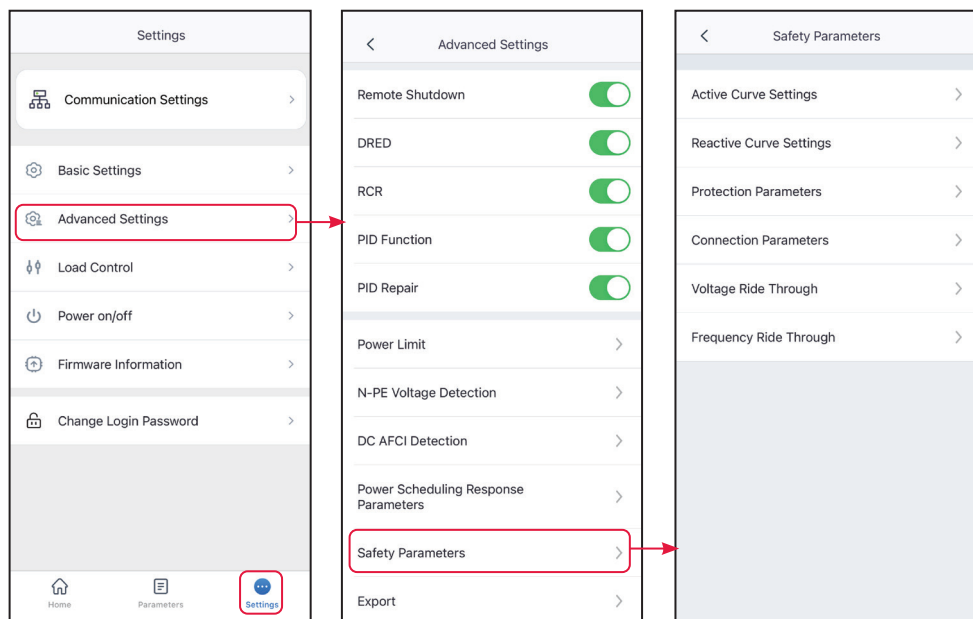 Settings
Communication Settings
Basic Settings
Advanced Settings
Load Control
Power on/off
Firmware Information
Change Login Password
Home
Parameters
Settings
Advanced Settings
Remote Shutdown
DRED
RCR
PID Function
PID Repair
Power Limit
N-PE Voltage Detection
DC AFCI Detection
Power Scheduling Response
Parameters
Safety Parameters
Export
Safety Parameters
Active Curve Settings
Reactive Curve Settings
Protection Parameters
Connection Parameters
Voltage Ride Through
Frequency Ride Through